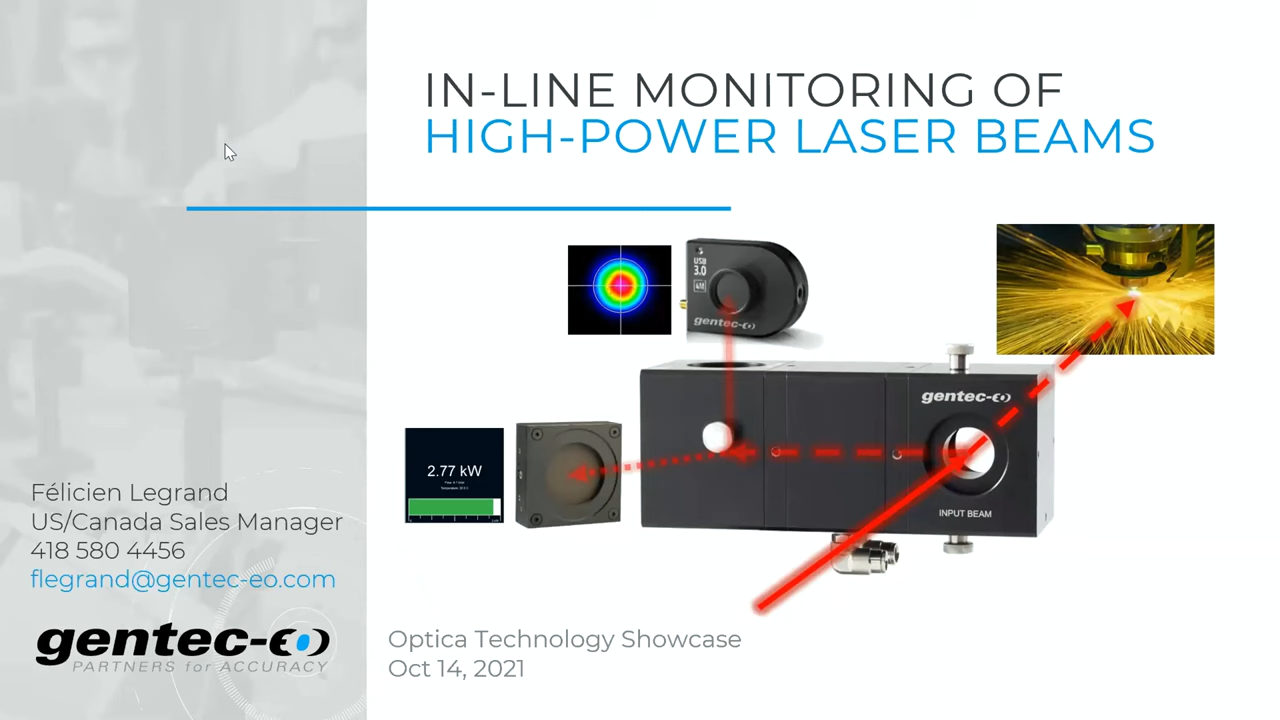 IN-LINE MONITORING OF
HIGH-POWER LASER BEAMS
USB
3.0
4M
gentec-eo
gentec-eo
2.77 kW
INPUT BEAM
Félicien Legrand
US/Canada Sales Manager
418 580 4456
flegrand@gentec-eo.com
gentec-eo
PARTNERS for ACCURACY
Optica Technology Showcase
Oct 14, 2021